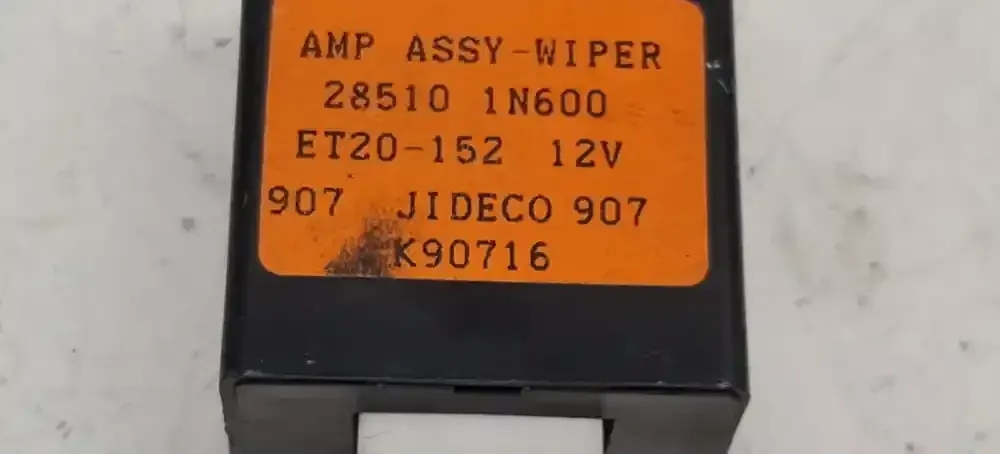 AMP ASSY-WIPER
28510 1N600
ET20-152 12V
907 JIDECO 907
K90716